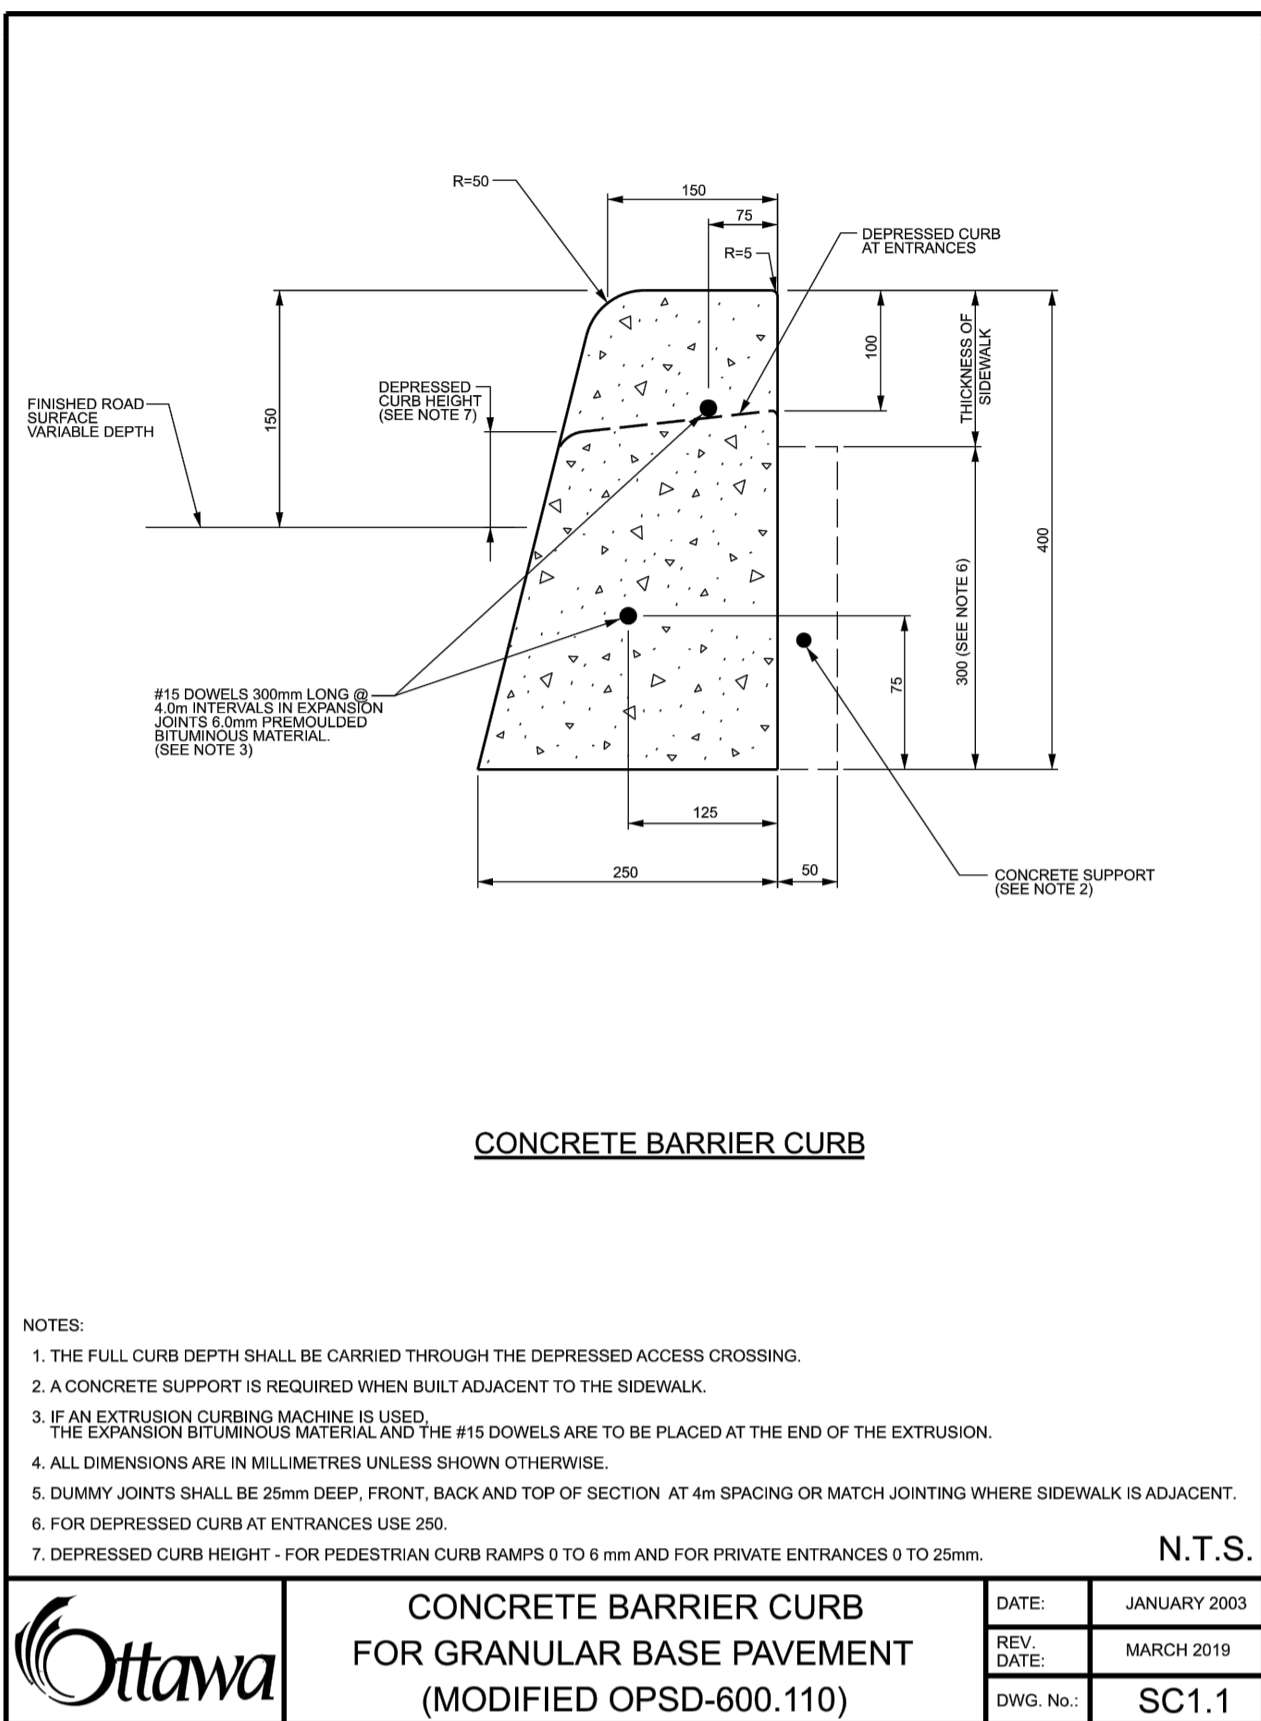 R=50
150
75
R=5
DEPRESSED CURB
AT ENTRANCES
150
FINISHED ROAD
SURFACE
VARIABLE DEPTH
DEPRESSED
CURB HEIGHT
(SEE NOTE 7)
100
THICKNESS OF
SIDEWALK
400
300 (SEE NOTE 6)
75
#15 DOWELS 300mm LONG @
4.0m INTERVALS IN EXPANSION
JOINTS 6.0mm PREMOULDED
BITUMINOUS MATERIAL.
(SEE NOTE 3)
125
250
50
CONCRETE SUPPORT
(SEE NOTE 2)
CONCRETE BARRIER CURB
NOTES:
1. THE FULL CURB DEPTH SHALL BE CARRIED THROUGH THE DEPRESSED ACCESS CROSSING.
2. A CONCRETE SUPPORT IS REQUIRED WHEN BUILT ADJACENT TO THE SIDEWALK.
3. IF AN EXTRUSION CURBING MACHINE IS USED,
THE EXPANSION BITUMINOUS MATERIAL AND THE #15 DOWELS ARE TO BE PLACED AT THE END OF THE EXTRUSION.
4. ALL DIMENSIONS ARE IN MILLIMETRES UNLESS SHOWN OTHERWISE.
5. DUMMY JOINTS SHALL BE 25mm DEEP, FRONT, BACK AND TOP OF SECTION AT 4m SPACING OR MATCH JOINTING WHERE SIDEWALK IS ADJACENT.
6. FOR DEPRESSED CURB AT ENTRANCES USE 250.
7. DEPRESSED CURB HEIGHT - FOR PEDESTRIAN CURB RAMPS 0 TO 6 mm AND FOR PRIVATE ENTRANCES 0 TO 25mm.
N.T.S.
Ottawa
CONCRETE BARRIER CURB
FOR GRANULAR BASE PAVEMENT
(MODIFIED OPSD-600.110)
DATE: JANUARY 2003
REV.
DATE: MARCH 2019
DWG. No.: SC1.1